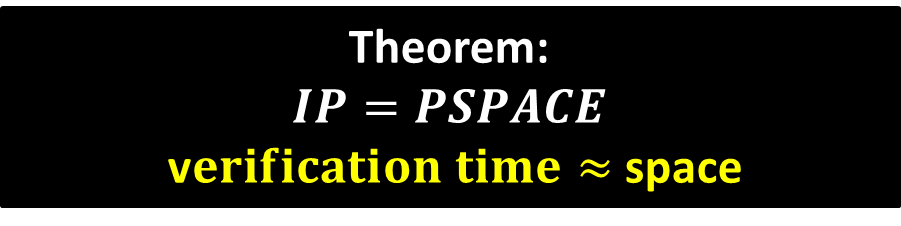 Theorem:
IP = PSPACE
verification time ≈ space